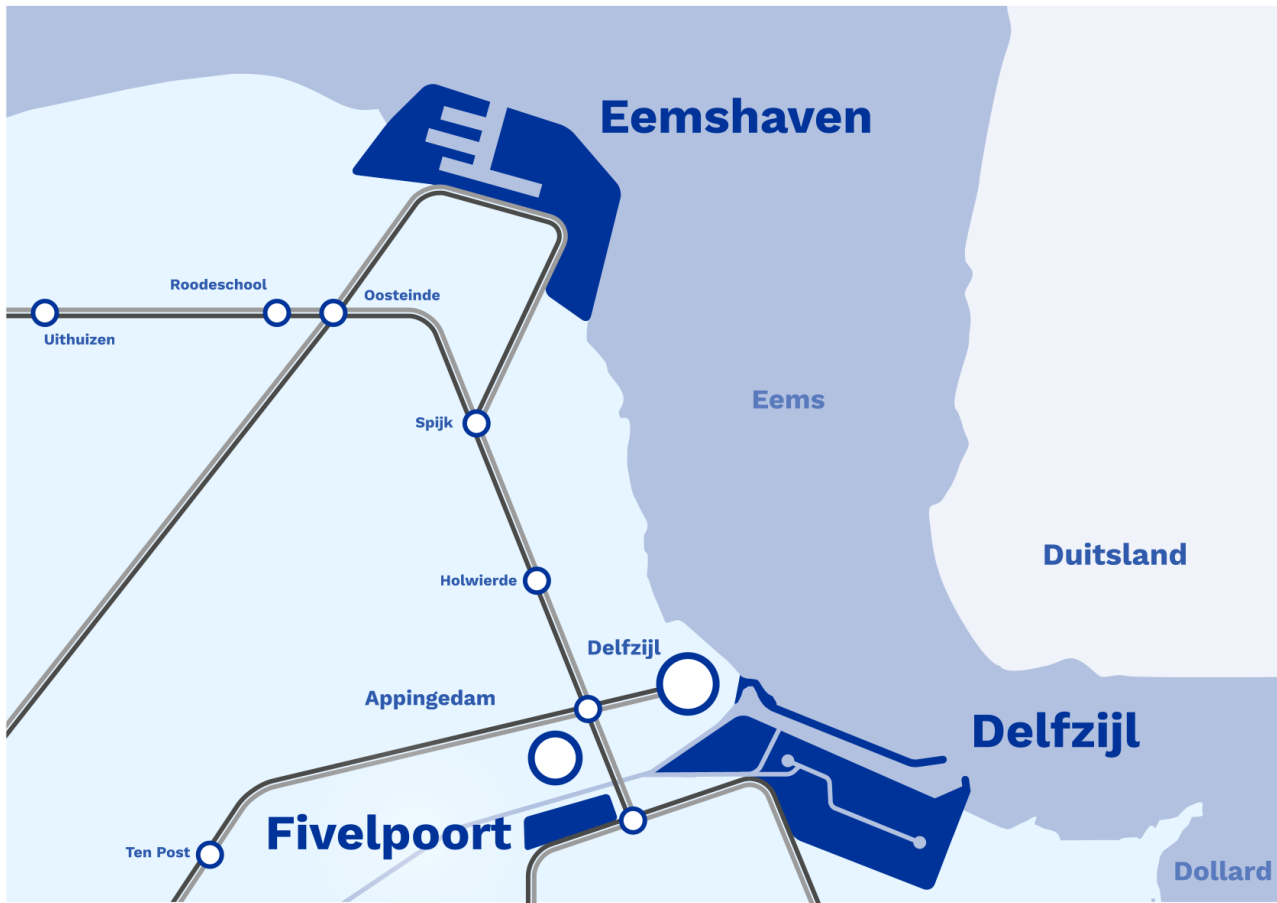 Eemshaven
Roodeschool
Oosteinde
Uithuizen
Eems
Spijk
Duitsland
Holwierde
Delfzijl
Appingedam
Delfzijl
Fivelpoort
Ten Post
Dollard